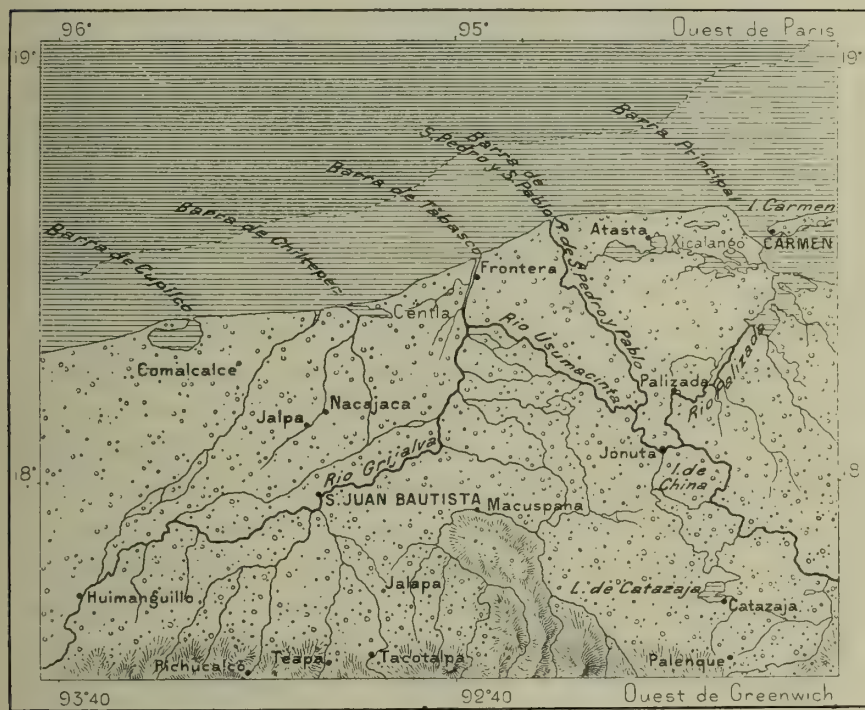 96°
95°
Ouest de Paris
19°
19°
Barra Principal
Barra de
S. Pedro y S. Pablo
Barra de Tabasco
Barra de Chiltepec
Barra de Cupilco
I. Carmen
CARMEN
Atasta
Xicalango
R. de S. Pedro y Pablo
Frontera
Centla
Rio Usumacinta
Comalcalce
Palizada
Rio Palizada
Nacajaca
Jalpa
Jonuta
18°
Rio Grijalva
I. de
China
S. JUAN BAUTISTA
Macuspana
Huimanguillo
Jalapa
L. de Catazaja
Catazaja
Pichucalco
Teapa
Tacotalpa
Palenque
93°40
92°40
Ouest de Greenwich